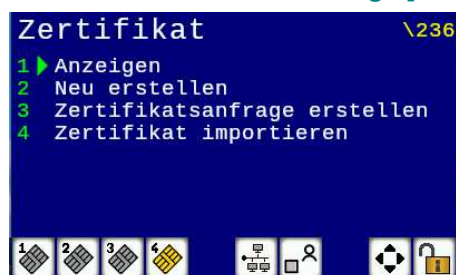 Zertifikat \236
1 Anzeigen
2 Neu erstellen
3 Zertifikatsanfrage erstellen
4 Zertifikat importieren
1 2 3 4